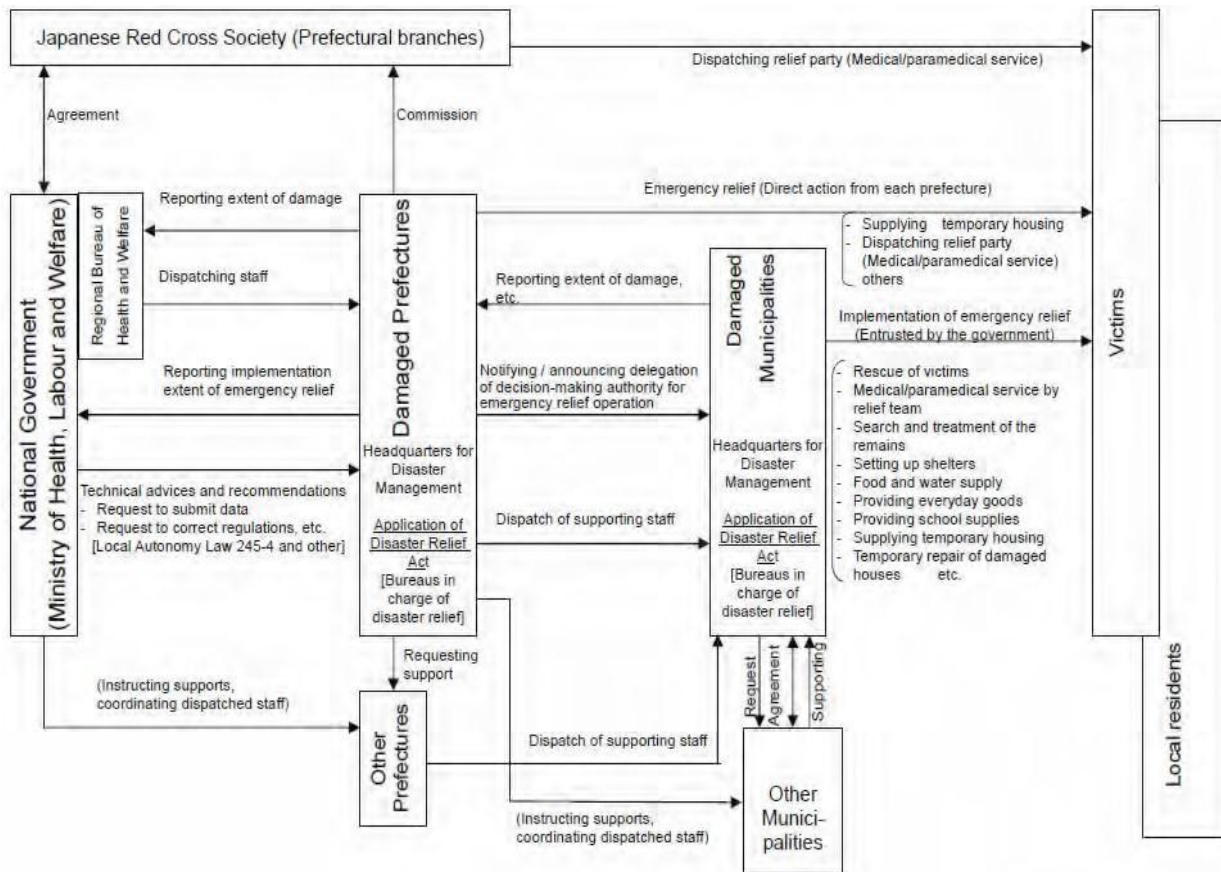 Japanese Red Cross Society (Prefectural branches)
Dispatching relief party (Medical/paramedical service)
Agreement
Commission
National Government
(Ministry of Health, Labour and Welfare)
Regional Bureau of
Health and Welfare
Reporting extent of damage
Dispatching staff
Reporting implementation
extent of emergency relief
Technical advices and recommendations
- Request to submit data
- Request to correct regulations, etc.
[Local Autonomy Law 245-4 and other]
Damaged Prefectures
Headquarters for
Disaster
Management
Application of
Disaster Relief
Act
[Bureaus in
charge of
disaster relief]
Emergency relief (Direct action from each prefecture)
- Supplying temporary housing
- Dispatching relief party
(Medical/paramedical service)
others
Reporting extent of damage,
etc.
Notifying / announcing delegation
of decision-making authority for
emergency relief operation
Dispatch of supporting staff
Damaged
Municipalities
Headquarters for
Disaster
Management
Application of
Disaster Relief
Act
[Bureaus in
charge of
disaster relief]
Implementation of emergency relief
(Entrusted by the government)
- Rescue of victims
- Medical/paramedical service by
relief team
- Search and treatment of the
remains
- Setting up shelters
- Food and water supply
- Providing everyday goods
- Providing school supplies
- Supplying temporary housing
- Temporary repair of damaged
houses etc.
Victims
Local residents
Requesting
support
(Instructing supports,
coordinating dispatched staff)
Other
Prefectures
Dispatch of supporting staff
(Instructing supports,
coordinating dispatched staff)
Request
Agreement
Supporting
Other
Munici-
palities